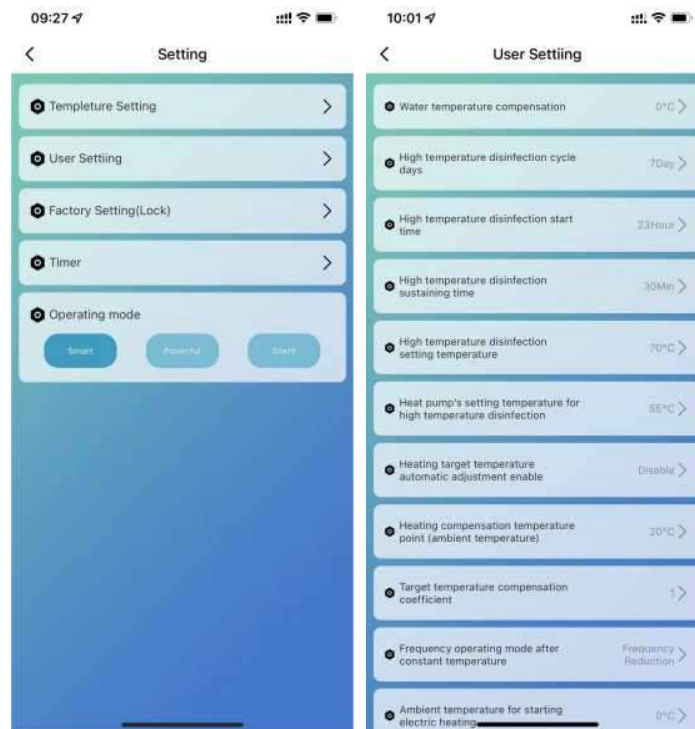 09:27
Setting
Templeture Setting
User Settiing
Factory Setting(Lock)
Timer
Operating mode
Smart
Powerful
Silent
10:01
User Settiing
Water temperature compensation
0°C
High temperature disinfection cycle
days
7Day
High temperature disinfection start
time
23Hour
High temperature disinfection
sustaining time
30Min
High temperature disinfection
setting temperature
70°C
Heat pump's setting temperature for
high temperature disinfection
55°C
Heating target temperature
automatic adjustment enable
Disable
Heating compensation temperature
point (ambient temperature)
20°C
Target temperature compensation
coefficient
1
Frequency operating mode after
constant temperature
Frequency
Reduction
Ambient temperature for starting
electric heating
0°C